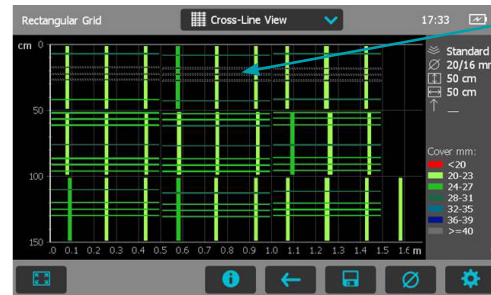 Rectangular Grid
Cross-Line View
17:33
cm 0
50
100
150
.0 0.1 0.2 0.3 0.4 0.5 0.6 0.7 0.8 0.9 1.0 1.2 1.3 1.4 1.5 1.6 m
Standard
Ø 20/16 mm
50 cm
50 cm
Cover mm:
<20
20-23
24-27
28-31
32-35
36-39
>=40